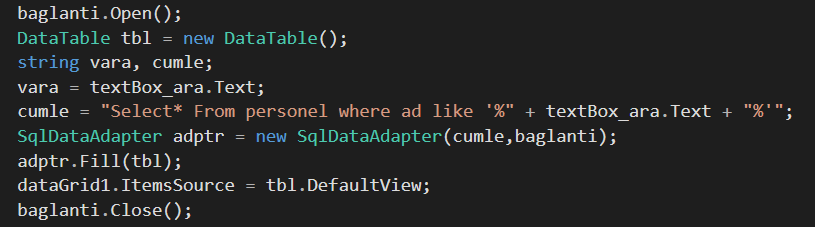 baglanti.Open();
DataTable tbl = new DataTable();
string vara, cumle;
vara = textBox_ara.Text;
cumle = "Select* From personel where ad like '%" + textBox_ara.Text + "%'";
SqlDataAdapter adptr = new SqlDataAdapter(cumle,baglanti);
adptr.Fill(tbl);
dataGrid1.ItemsSource = tbl.DefaultView;
baglanti.Close();